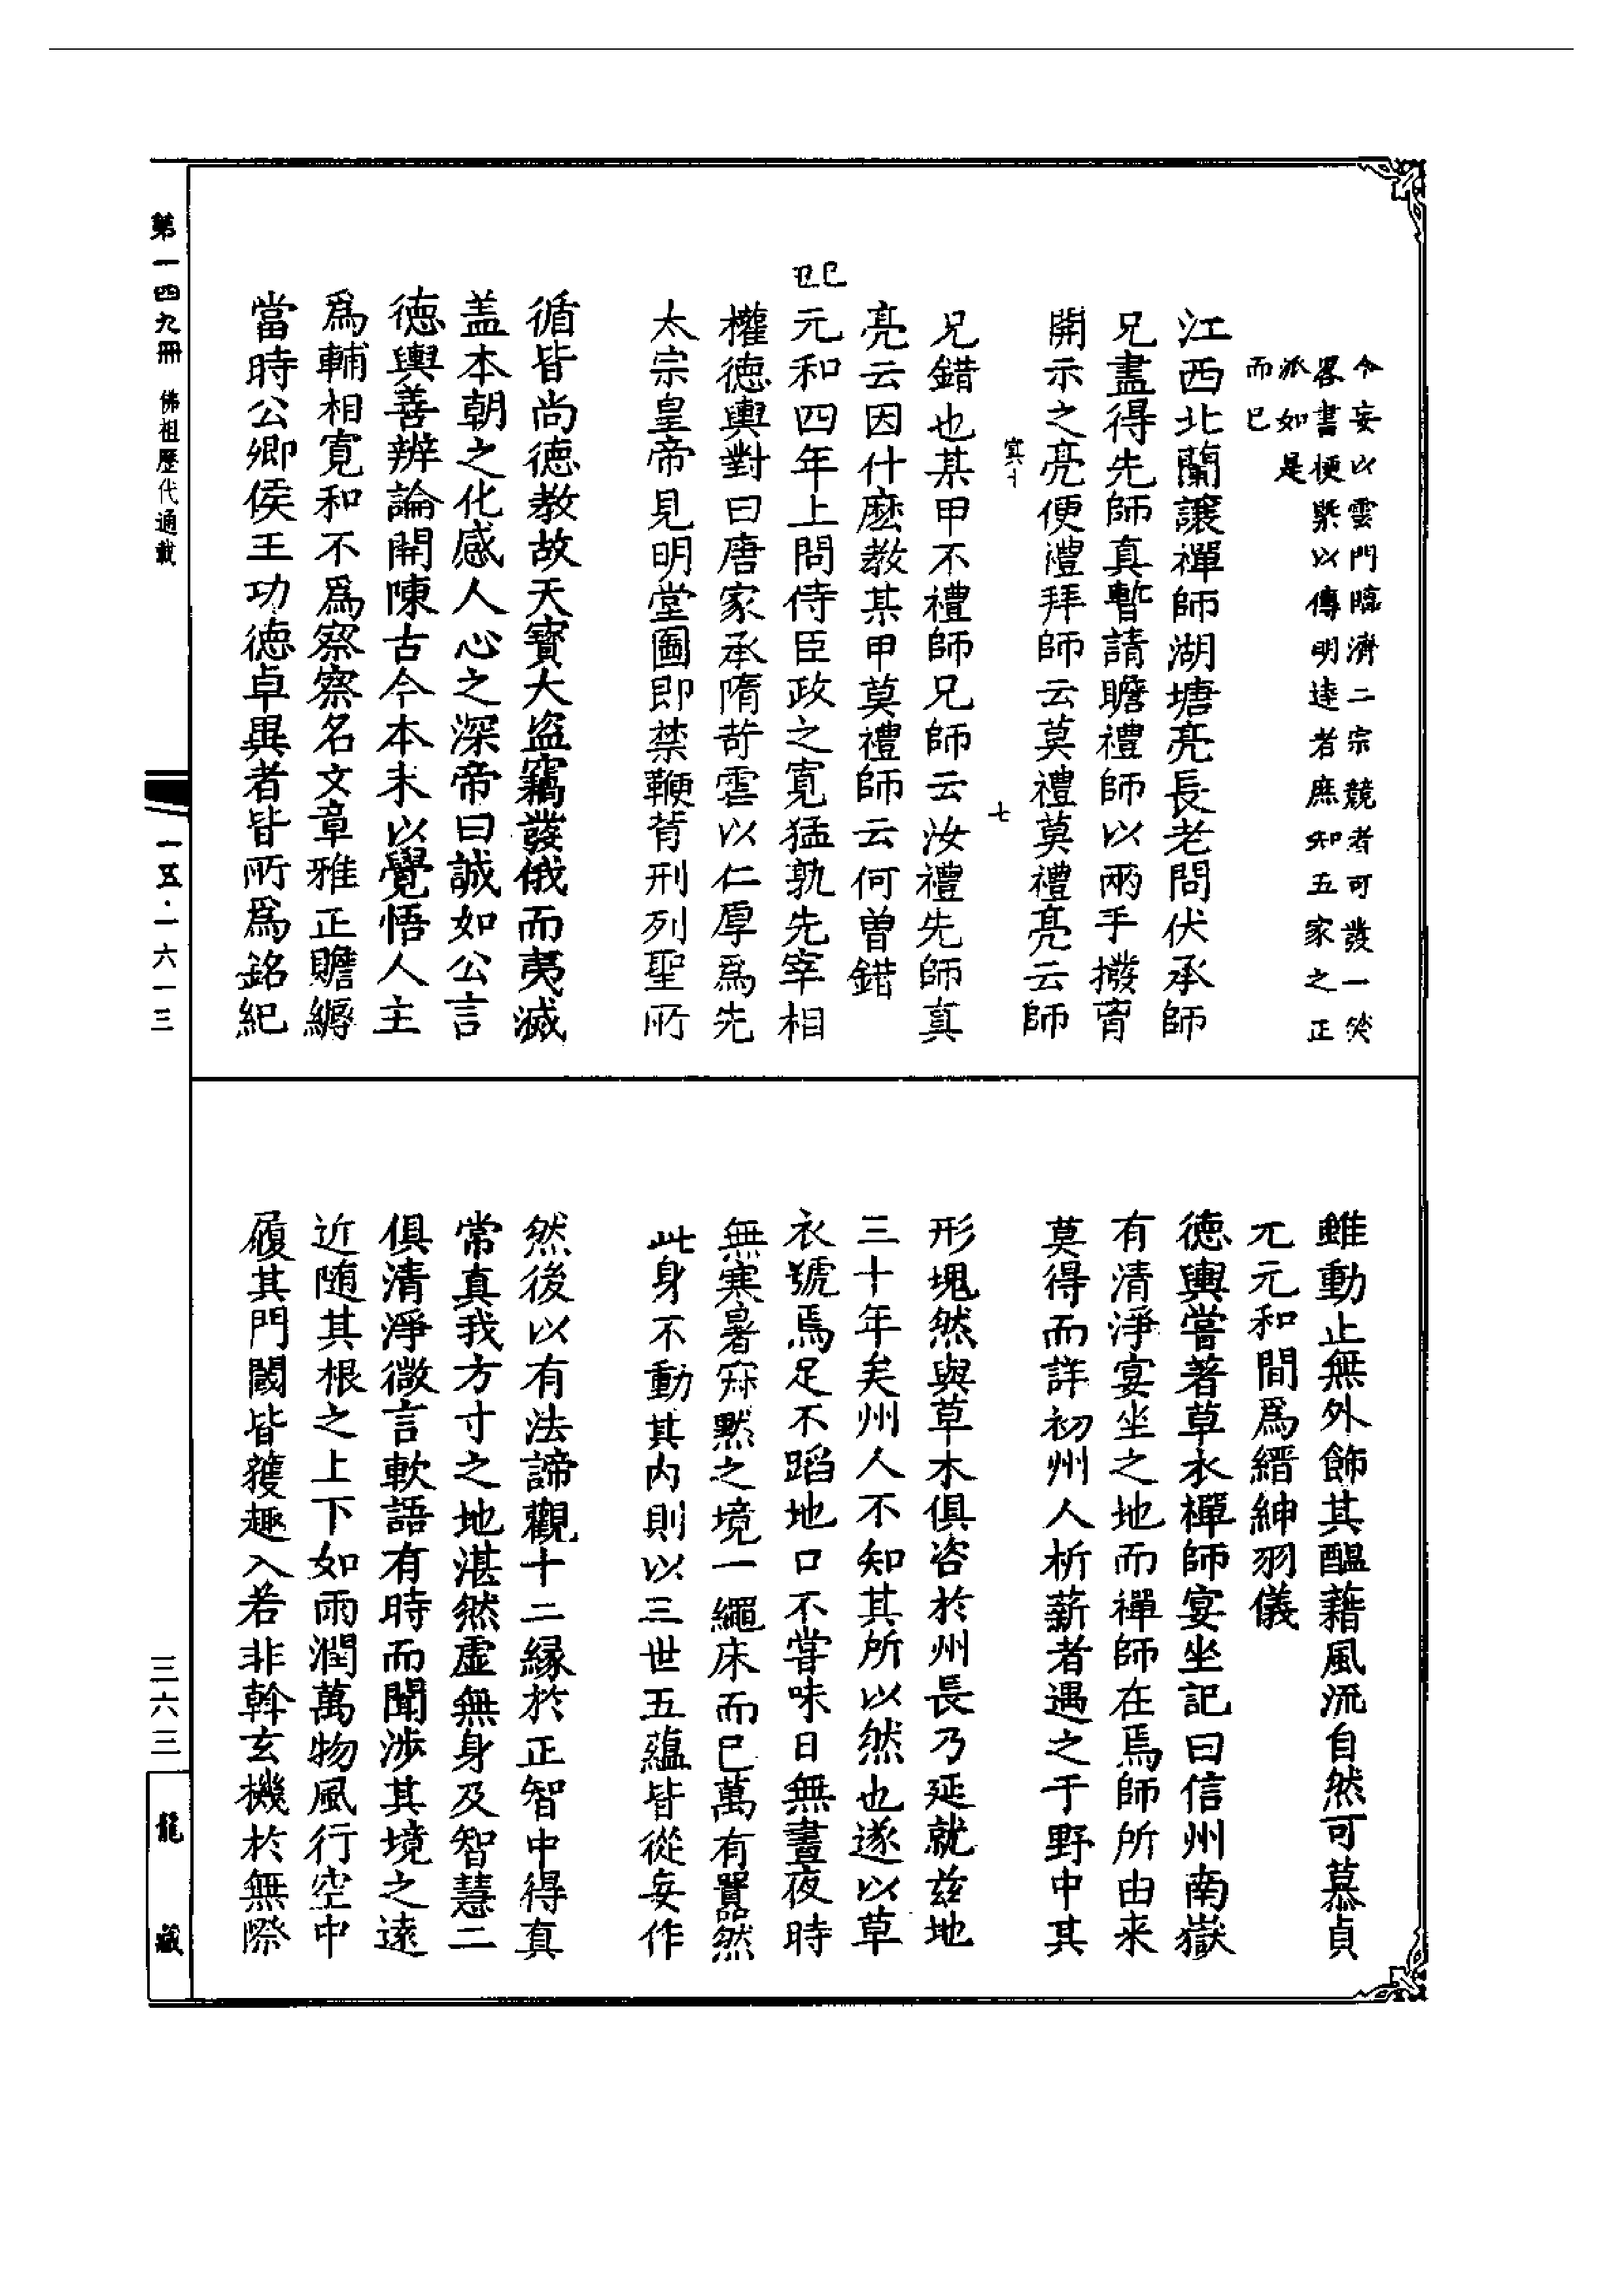 今妄以雲門臨濟二宗競者可發一笑
畧書梗槩以傳明達者庶知五家之正
派如是
而已
江西北蘭讓禪師湖塘亮長老問伏承師
兄畫得先師真暫請瞻禮師以兩手撥胷
開示之亮便禮拜師云莫禮莫禮亮云師
七
兄錯也某甲不禮師兄師云汝禮先師真
亮云因什麽教某甲莫禮師云何曾錯
元和四年上問侍臣政之寛猛孰先宰相
權德輿對曰唐家承隋苛虐以仁厚爲先
太宗皇帝見明堂圖即禁鞭背刑列聖所
循皆尚德教故天寶大盜竊發俄而夷滅
盖本朝之化感人心之深帝曰誠如公言
德輿善辨論開陳古今本末以覺悟人主
爲輔相寛和不爲察察名文章雅正贍縟
當時公卿侯王功德卓異者皆所爲銘紀
雖動止無外飾其醞藉風流自然可慕貞
元元和間爲縉紳羽儀
德輿嘗著草衣禪師宴坐記曰信州南嶽
有清淨宴坐之地而禪師在焉師所由来
莫得而詳初州人析薪者遇之于野中其
形塊然與草木俱咨於州長乃延就兹地
三十年矣州人不知其所以然也遂以草
衣號焉足不蹈地口不甞味日無晝夜時
無寒暑寂黙之境一繩床而已萬有囂然
此身不動其内則以三世五藴皆從妄作
然後以有法諦觀十二縁於正智中得真
常真我方寸之地湛然虚無身及智慧二
俱清淨微言軟語有時而聞涉其境之逺
近随其根之上下如雨潤萬物風行空中
履其門閾皆獲趣入若非斡玄機於無際
第一四九冊 佛祖歷代通載
一五·一六一三
三六三
龍藏